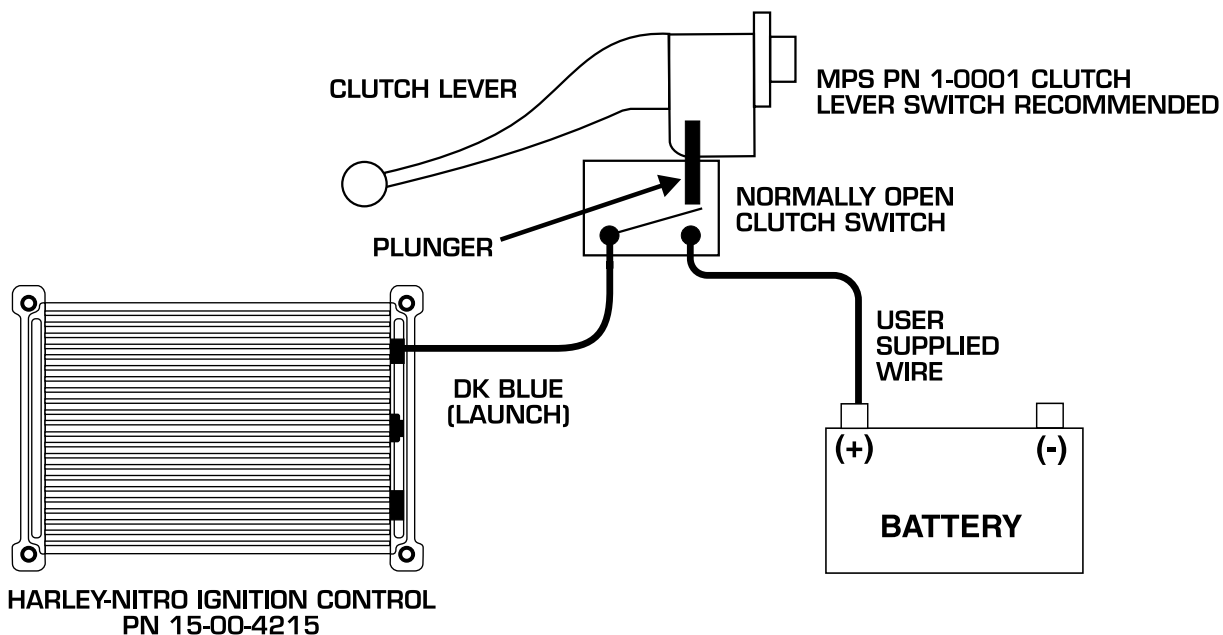 CLUTCH LEVER
MPS PN 1-0001 CLUTCH
LEVER SWITCH RECOMMENDED
NORMALLY OPEN
CLUTCH SWITCH
PLUNGER
USER
SUPPLIED
WIRE
DK BLUE
(LAUNCH)
(+)
(-)
BATTERY
HARLEY-NITRO IGNITION CONTROL
PN 15-00-4215